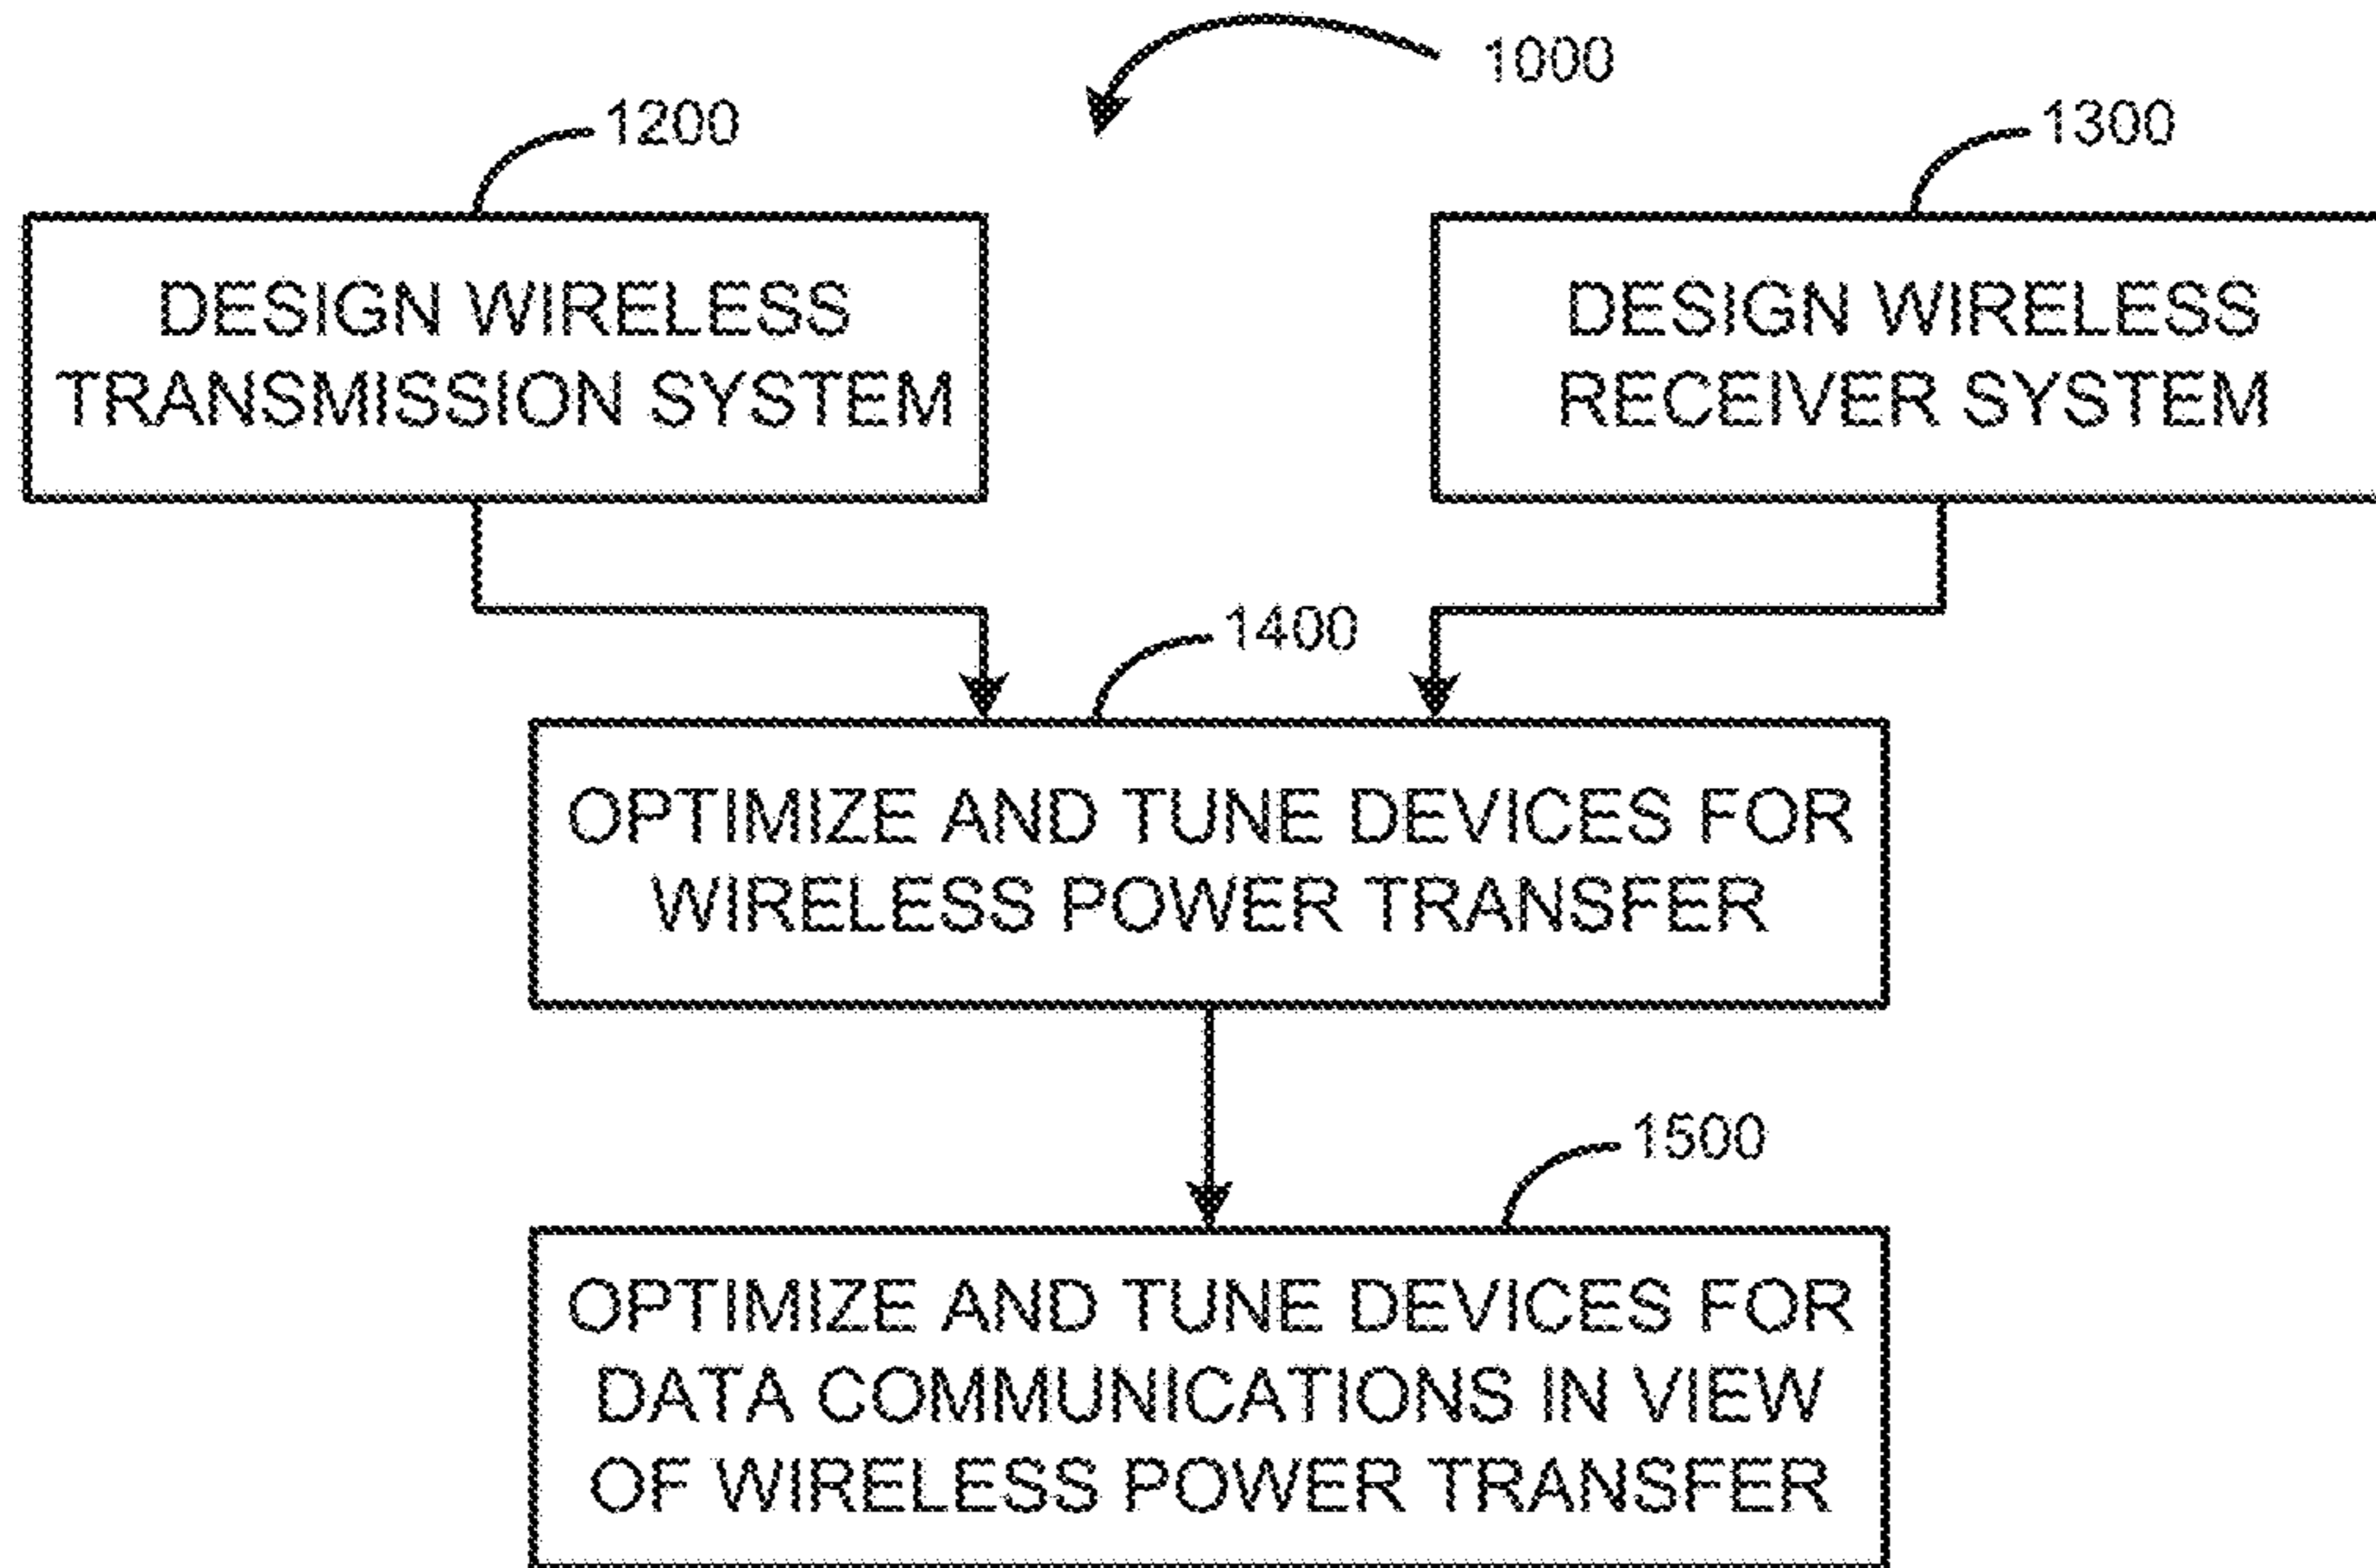 1000
1200
1300
DESIGN WIRELESS
TRANSMISSION SYSTEM
DESIGN WIRELESS
RECEIVER SYSTEM
1400
OPTIMIZE AND TUNE DEVICES FOR
WIRELESS POWER TRANSFER
1500
OPTIMIZE AND TUNE DEVICES FOR
DATA COMMUNICATIONS IN VIEW
OF WIRELESS POWER TRANSFER